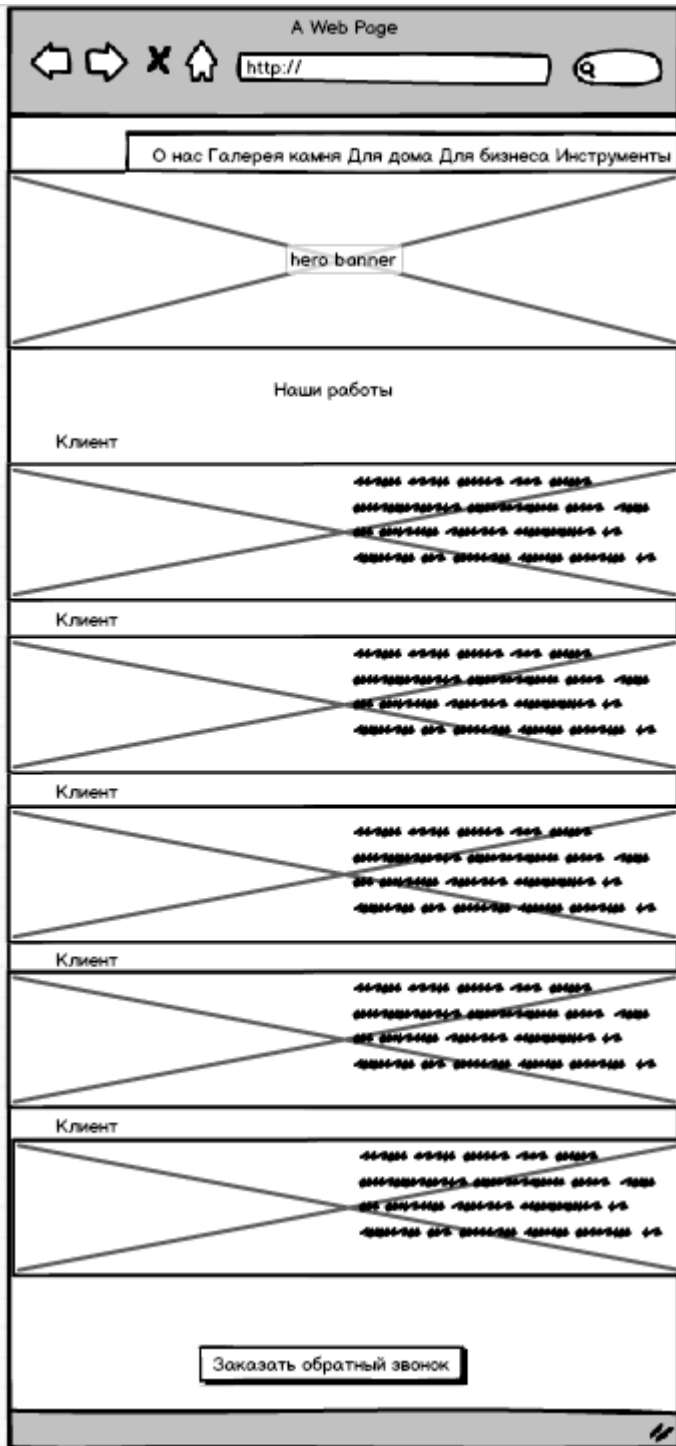 A Web Page
http://
О нас Галерея камня Для дома Для бизнеса Инструменты
hero banner
Наши работы
Клиент
Клиент
Клиент
Клиент
Клиент
Заказать обратный звонок